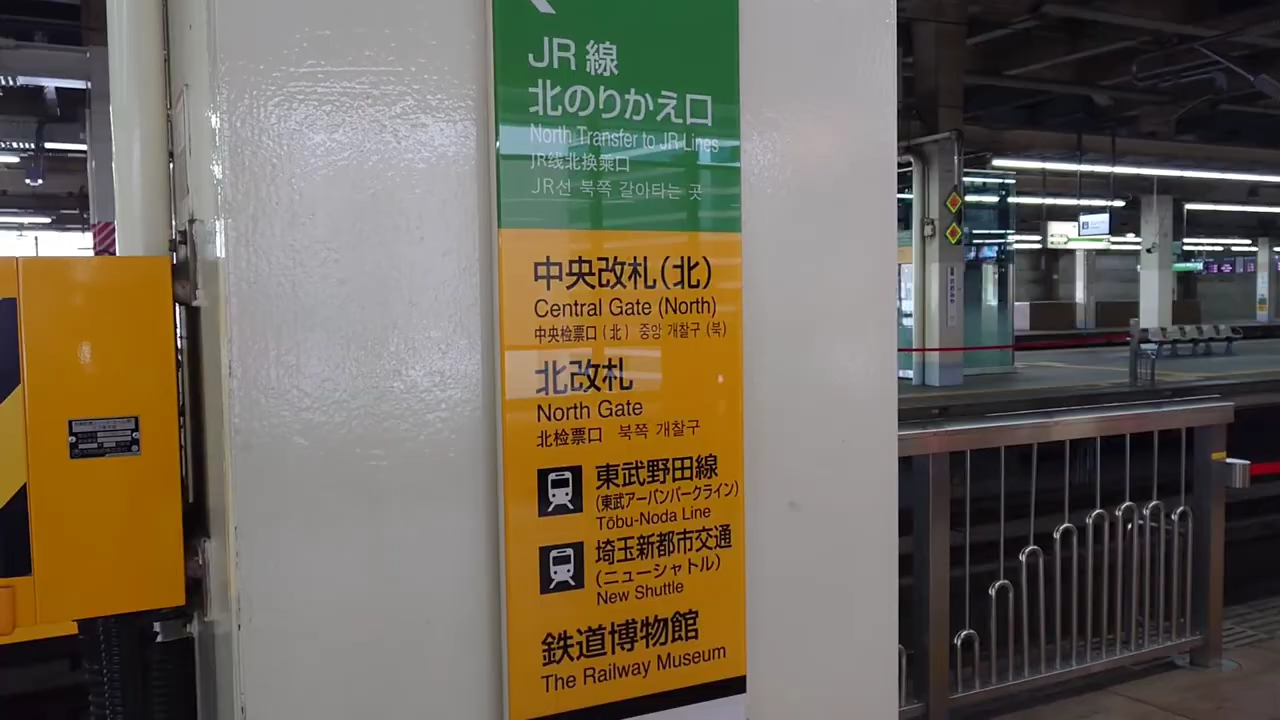 JR 線
北のりかえ口
North Transfer to JR Lines
JR线北换乘口
JR선 북쪽 갈아타는 곳
中央改札(北)
Central Gate (North)
中央检票口(北) 중앙 개찰구 (북)
北改札
North Gate
北检票口 북쪽 개찰구
東武野田線
(東武アーバンパークライン)
Tōbu-Noda Line
埼玉新都市交通
(ニューシャトル)
New Shuttle
鉄道博物館
The Railway Museum